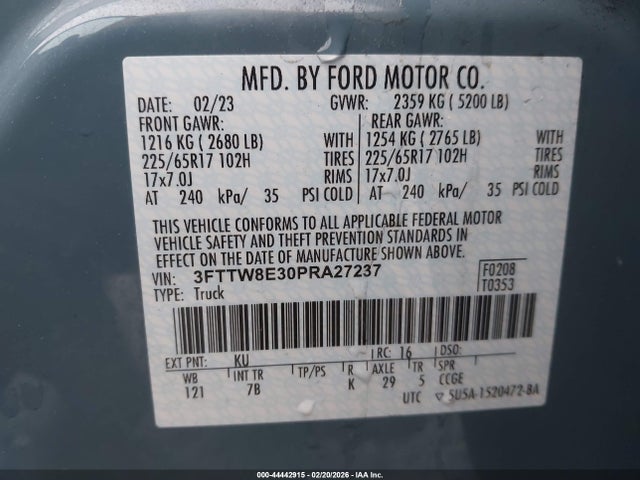 MFD. BY FORD MOTOR CO.
DATE: 02/23 GVWR: 2359 KG ( 5200 LB)
FRONT GAWR: REAR GAWR:
1216 KG ( 2680 LB) WITH 1254 KG ( 2765 LB) WITH
225/65R17 102H TIRES 225/65R17 102H TIRES
17x7.0J RIMS 17x7.0J RIMS
AT 240 kPa/ 35 PSI COLD AT 240 kPa/ 35 PSI COLD
THIS VEHICLE CONFORMS TO ALL APPLICABLE FEDERAL MOTOR
VEHICLE SAFETY AND THEFT PREVENTION STANDARDS IN
EFFECT ON THE DATE OF MANUFACTURE SHOWN ABOVE.
VIN: 3FTTW8E30PRA27237 F0208
TYPE: Truck T0353
EXT PNT: KU RC: 16 DSO:
WB INT TR TP/PS R AXLE TR SPR
121 7B K 29 5 CCGE
UTC ▽ 5U5A-1520472-BA
000-44442915 - 02/20/2026 - IAA Inc.